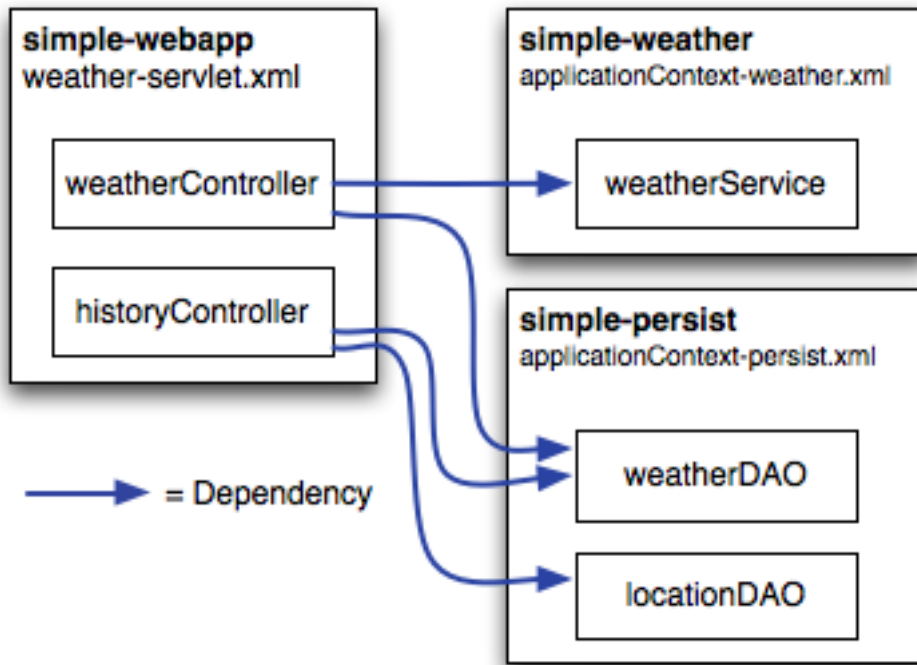 simple-webapp
weather-servlet.xml
weatherController
historyController
simple-weather
applicationContext-weather.xml
weatherService
simple-persist
applicationContext-persist.xml
weatherDAO
locationDAO
= Dependency